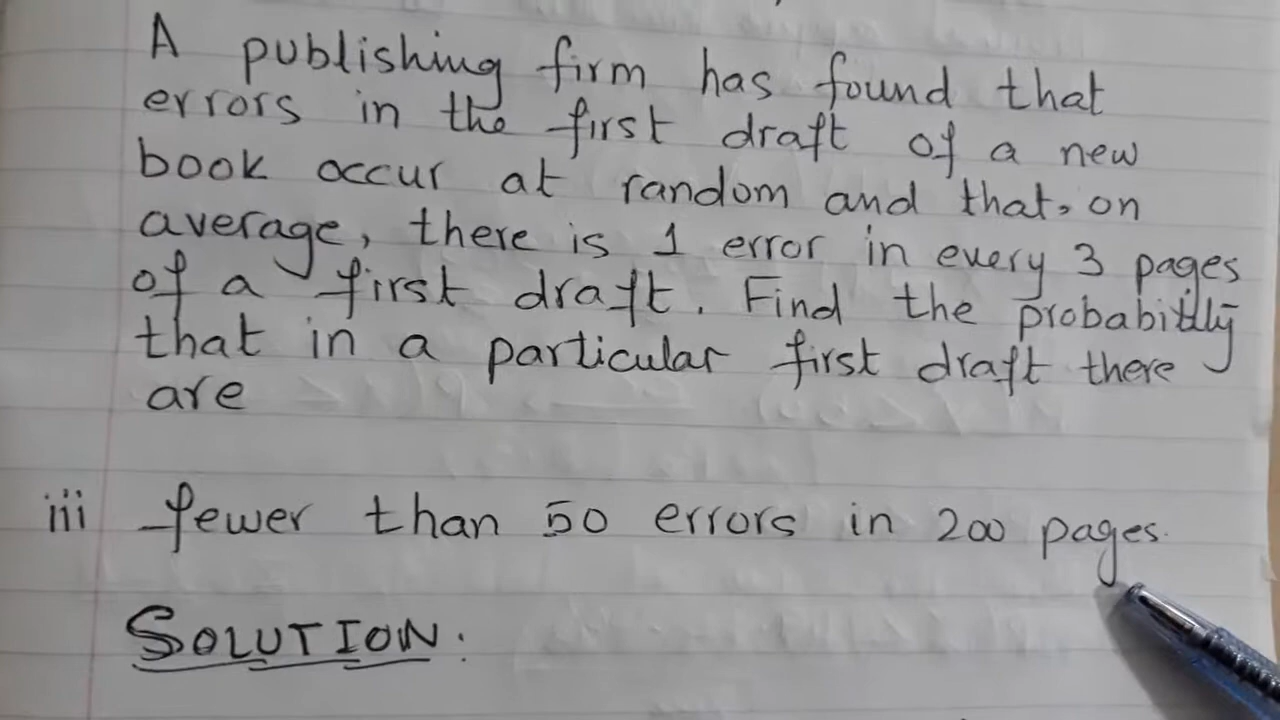 A publishing firm has found that
errors in the first draft of a new
book occur at random and that, on
average, there is 1 error in every 3 pages
of a first draft. Find the probability
that in a particular first draft there
are
iii fewer than 50 errors in 200 pages.
SOLUTION: